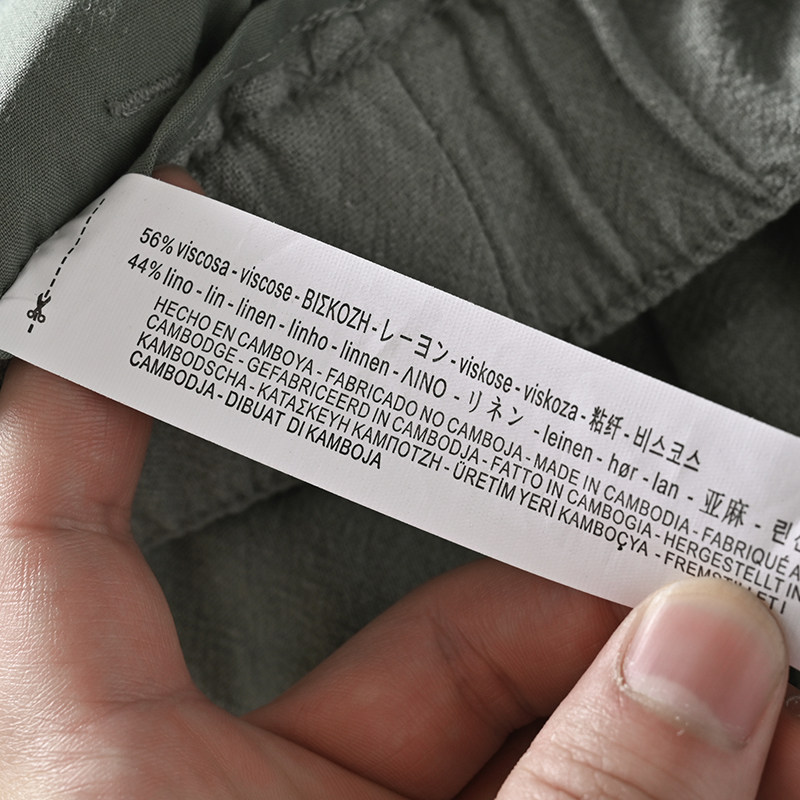 56% viscosa - viscose - ΒΙΣΚΟΖΗ - レーヨン - viskose - viskoza - 粘纤 - 비스코스
44% lino - lin - linen - linho - linnen - ΛΙΝΟ - リネン - leinen - hør - lan - 亚麻 - 린넨
HECHO EN CAMBOYA - FABRICADO NO CAMBOJA - MADE IN CAMBODIA - FABRIQUÉ
CAMBODGE - GEFABRICEERD IN CAMBODJA - FATTO IN CAMBOGIA - HERGESTELLT IN
KAMBODSCHA - ΚΑΤΑΣΚΕΥΗ ΚΑΜΠΟΤΖΗ - ÜRETİM YERİ KAMBOÇYA - FREMSTILLET I
CAMBODJA - DIBUAT DI KAMBOJA